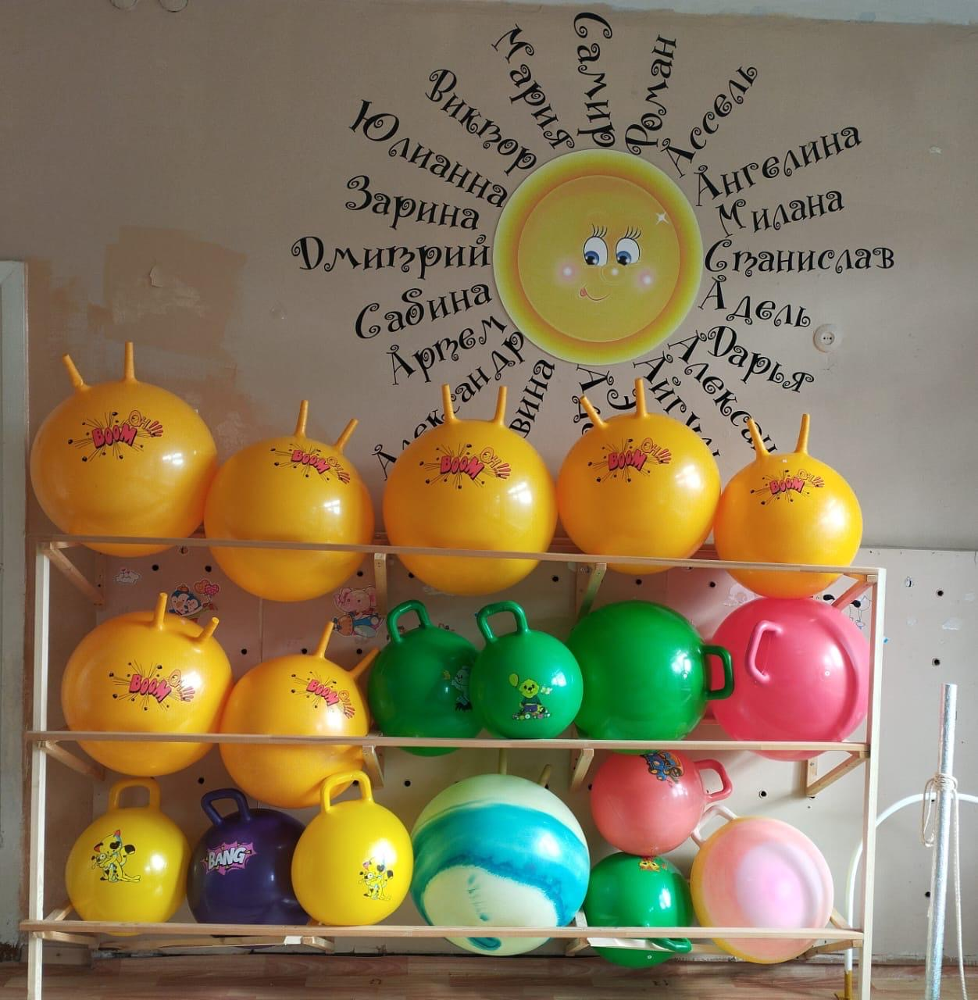 Самир
Роман
Ассель
Ангелина
Милана
Станислав
Адель
Дарья
Мария
Виктор
Юлианна
Зарина
Дмитрий
Сабина
Артем
BOOM
OH!!!
BOOM
OH!!!
BOOM
OH!!!
BOOM
OH!!!
BOOM
OH!!!
BOOM
OH!!!
BOOM
OH!!!
BANG